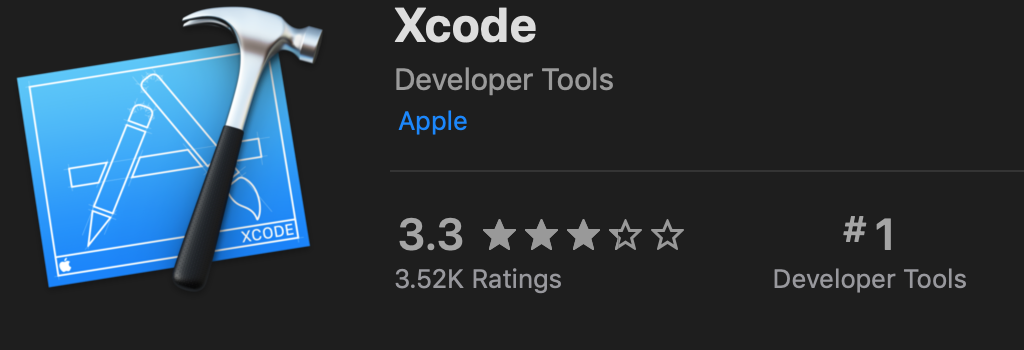 Xcode
Developer Tools
Apple
3.3
3.52K Ratings
#1
Developer Tools
XCODE